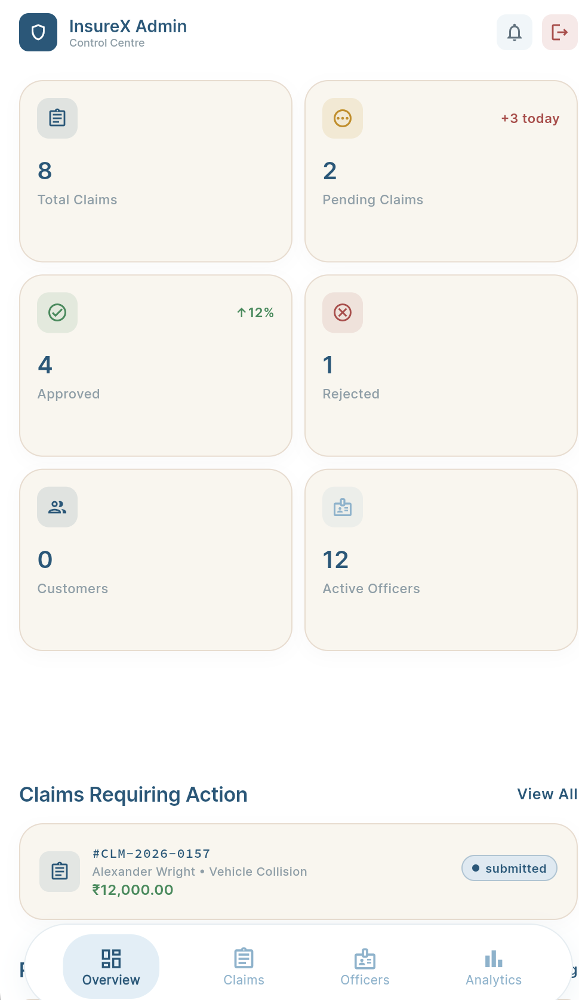 InsureX Admin
Control Centre
+3 today
8
Total Claims
2
Pending Claims
↑12%
4
Approved
1
Rejected
0
Customers
12
Active Officers
Claims Requiring Action
View All
#CLM-2026-0157
Alexander Wright • Vehicle Collision
₹12,000.00
submitted
Overview
Claims
Officers
Analytics